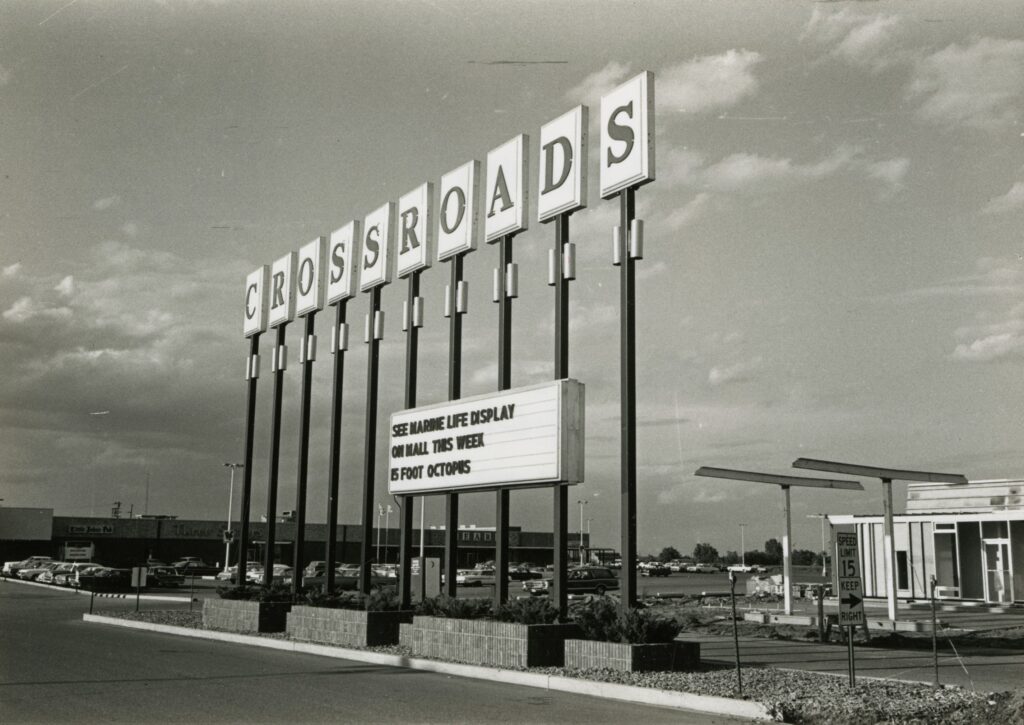 CROSSROADS
SEE MARINE LIFE DISPLAY
ON MALL THIS WEEK
15 FOOT OCTOPUS
SPEED
LIMIT
15
KEEP
RIGHT